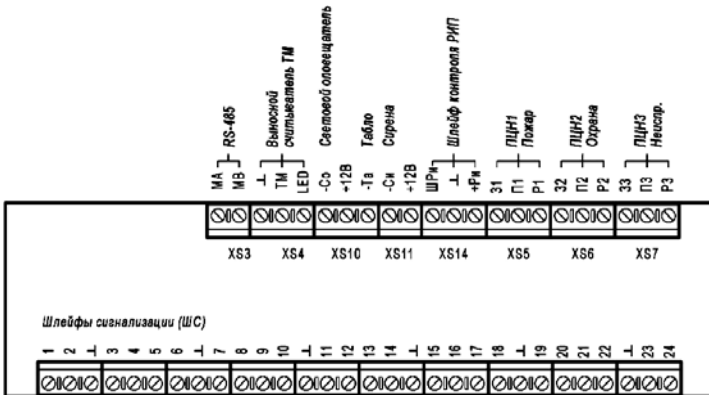 RS-485
Выносной
считыватель ТМ
Световой оповещатель
Табло
Сирена
Шлейф контроля РИП
ПЦН1
Пожар
ПЦН2
Охрана
ПЦН3
Неиспр.
МА
МВ
⊥
ТМ
LED
-Со
+12В
-Та
-Си
+12В
ШРи
⊥
+Ри
З1
П1
Р1
З2
П2
Р2
З3
П3
Р3
XS3 XS4 XS10 XS11 XS14 XS5 XS6 XS7
Шлейфы сигнализации (ШС)
1 2 ⊥ 3 4 5 6 ⊥ 7 8 9 10 ⊥ 11 12 13 14 ⊥ 15 16 17 18 ⊥ 19 20 21 22 ⊥ 23 24